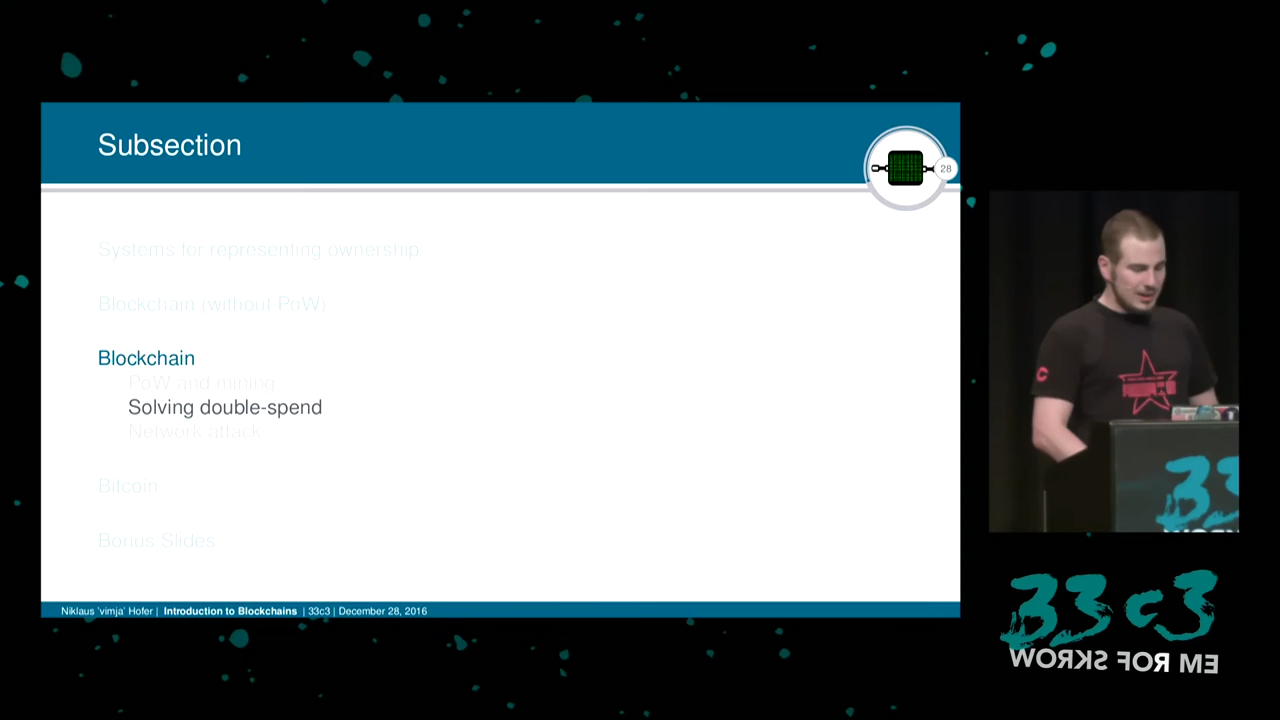 Subsection
28
Systems for representing ownership
Blockchain (without PoW)
Blockchain
PoW and mining
Solving double-spend
Network attack
Bitcoin
Bonus Slides
Niklaus 'vimja' Hofer | Introduction to Blockchains | 33c3 | December 28, 2016
33
33c3
WORKS FOR ME